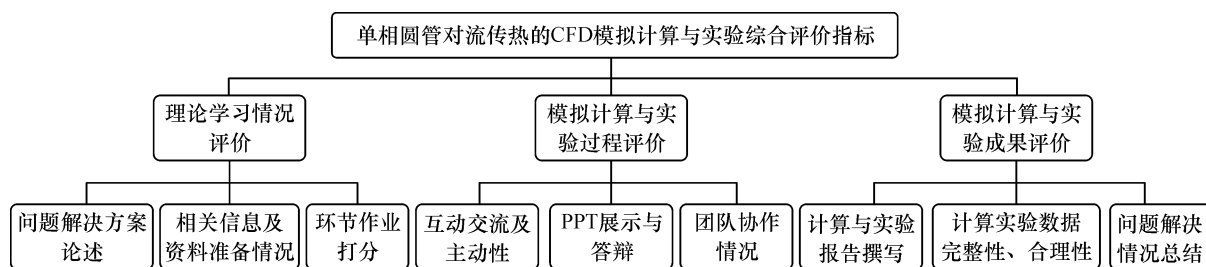 单相圆管对流传热的CFD模拟计算与实验综合评价指标
理论学习情况
评价
模拟计算与实
验过程评价
模拟计算与实
验成果评价
问题解决方案
论述
相关信息及
资料准备情况
环节作业
打分
互动交流及
主动性
PPT展示与
答辩
团队协作
情况
计算与实验
报告撰写
计算实验数据
完整性、合理性
问题解决
情况总结